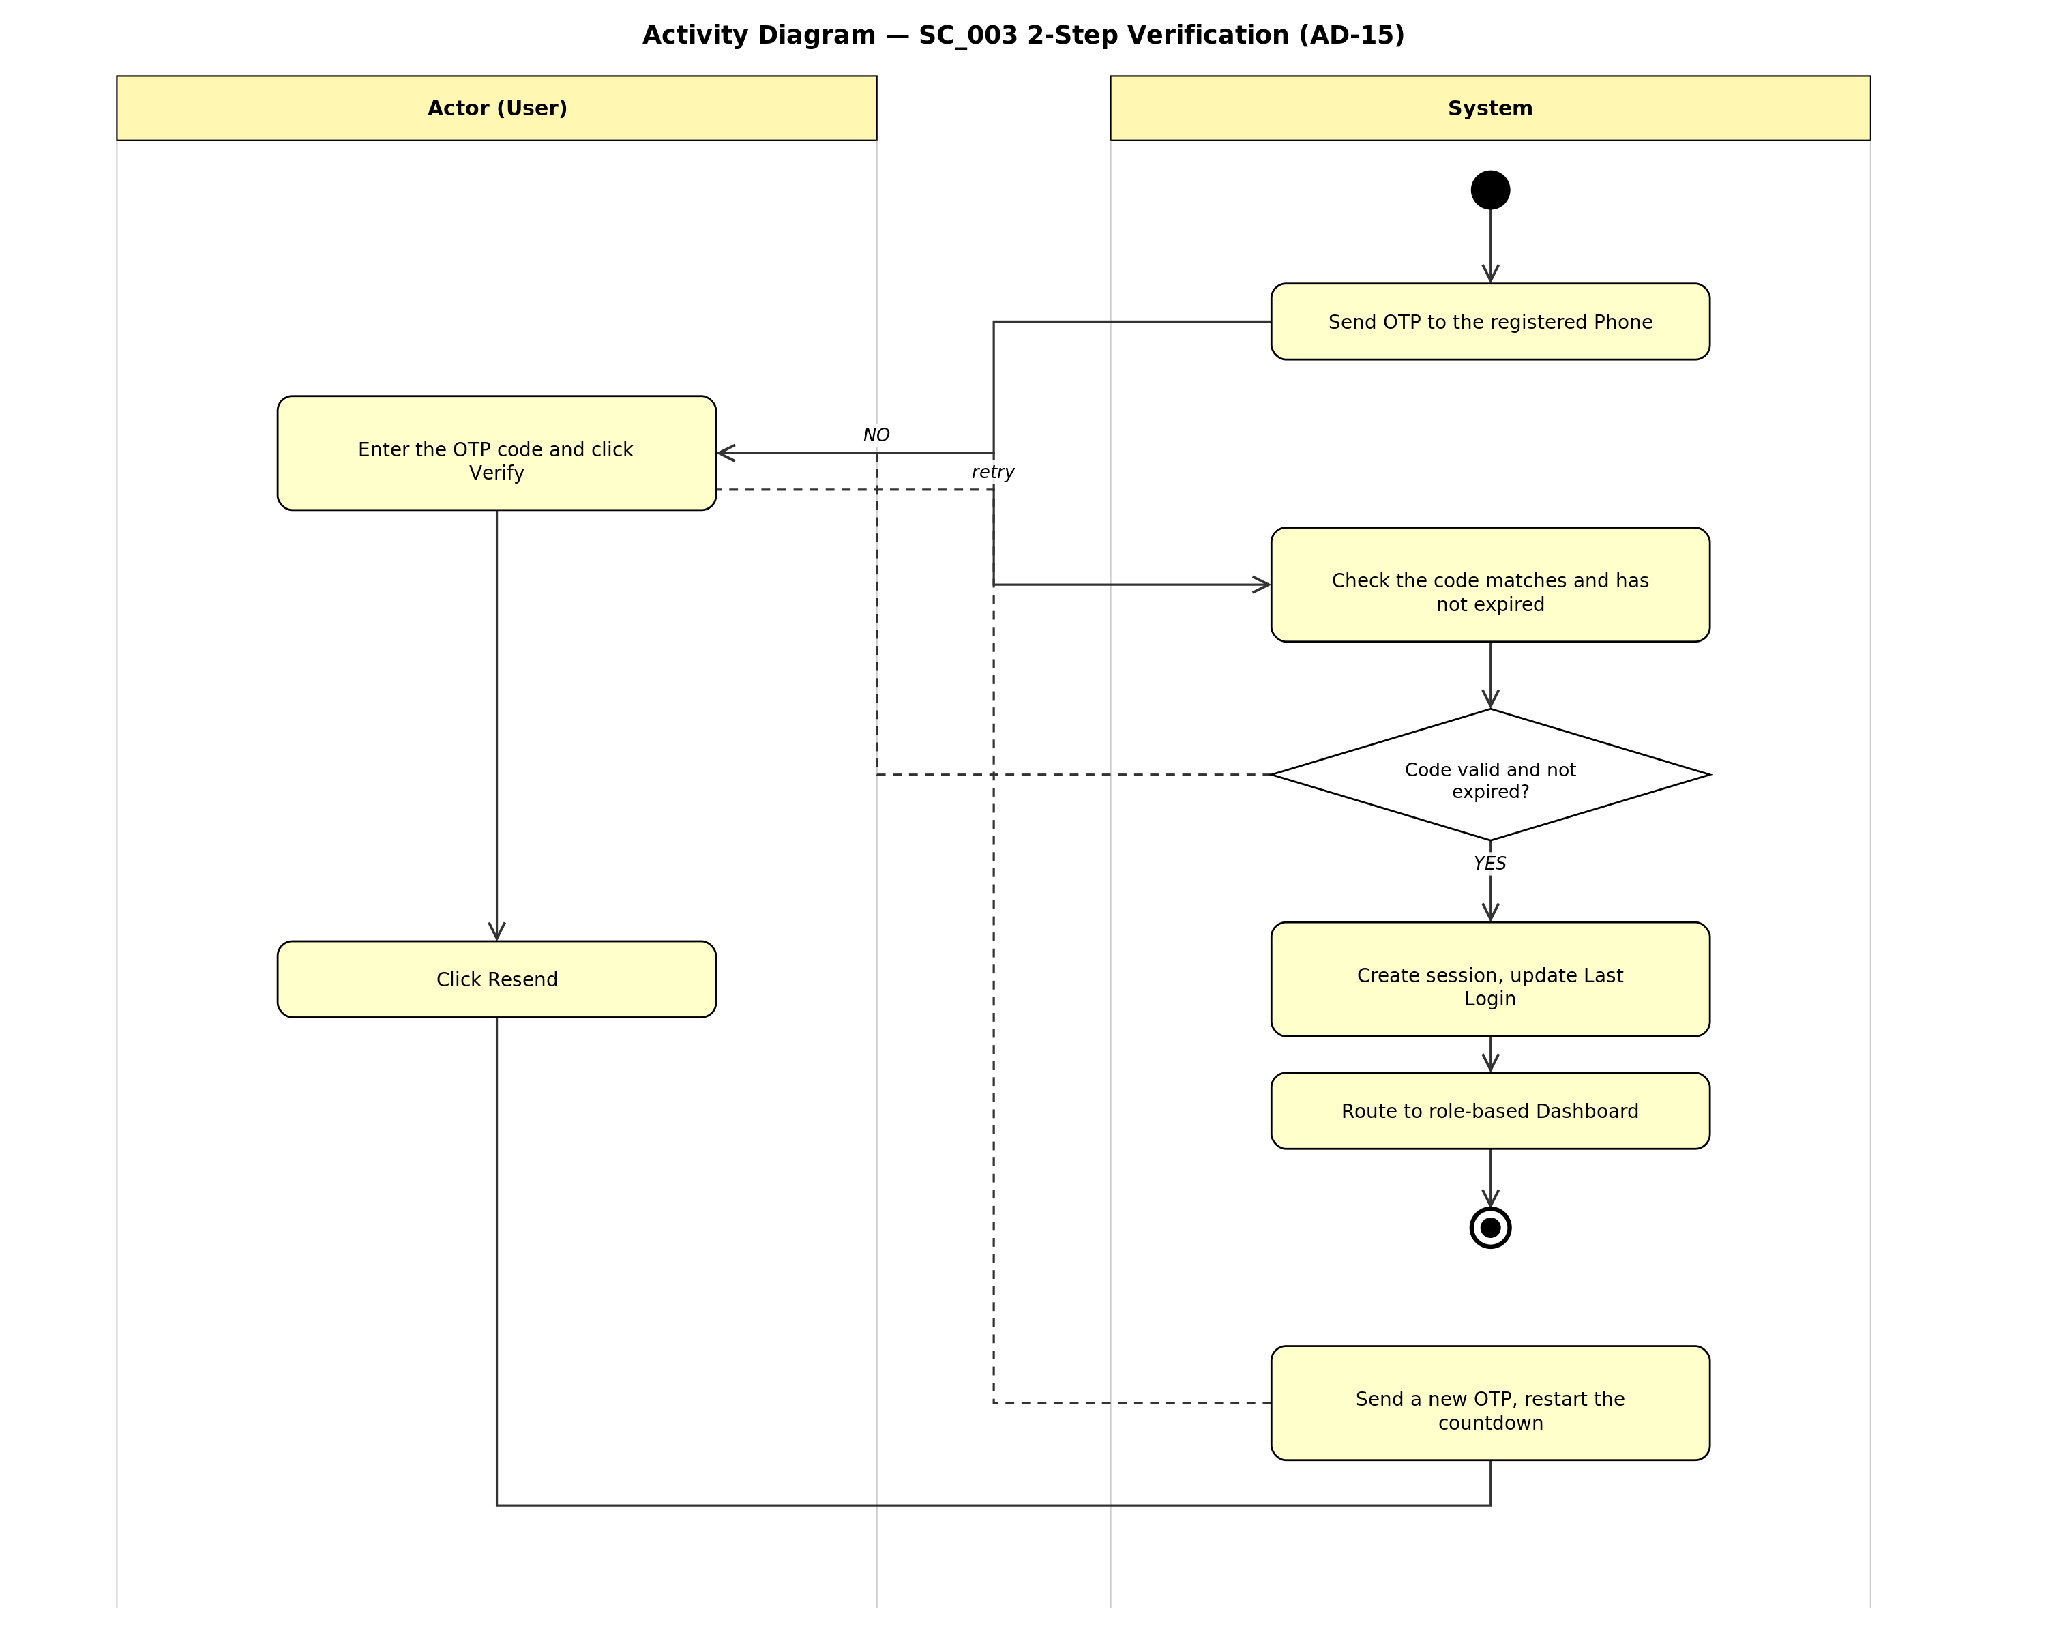 Activity Diagram — SC_003 2-Step Verification (AD-15)
Actor (User)
System
Send OTP to the registered Phone
Enter the OTP code and click
Verify
NO
retry
Check the code matches and has
not expired
Code valid and not
expired?
YES
Click Resend
Create session, update Last
Login
Route to role-based Dashboard
Send a new OTP, restart the
countdown